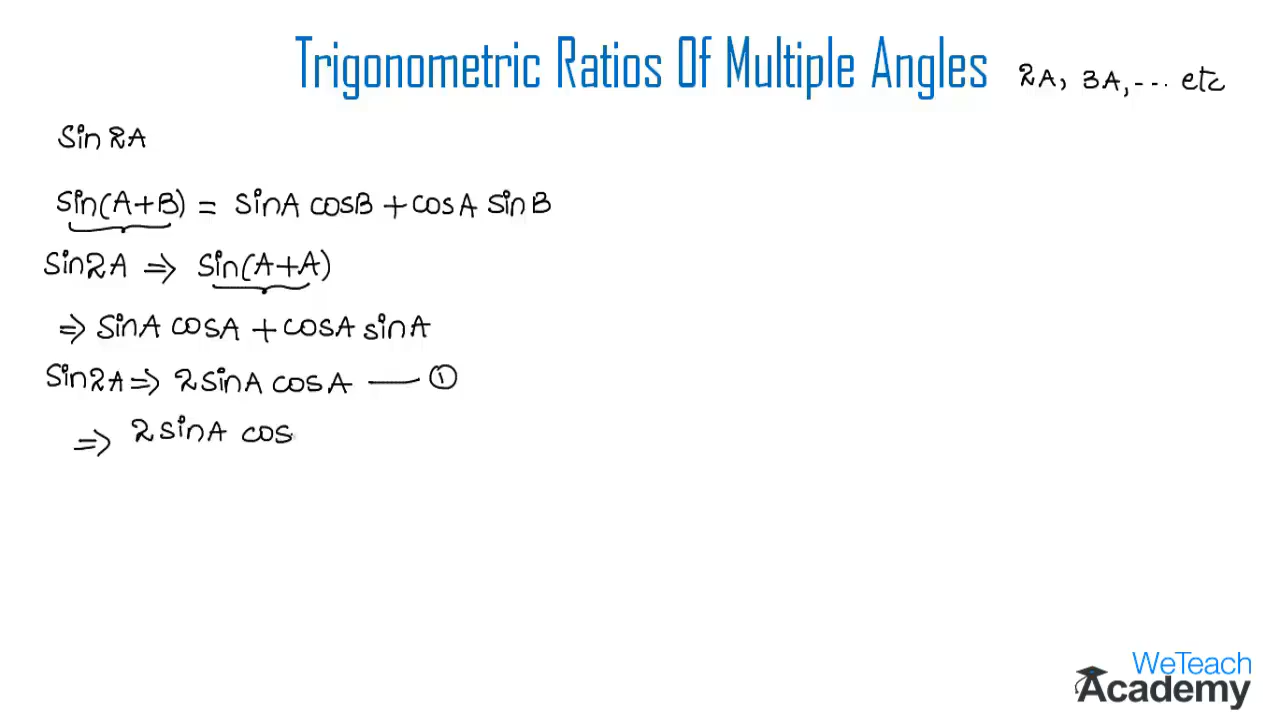 Trigonometric Ratios Of Multiple Angles 2A, 3A, --- etc
Sin 2A
Sin(A+B) = SinA cosB + cosA sinB
Sin2A ⇒ Sin(A+A)
⇒ SinA cosA + cosA sinA
Sin2A ⇒ 2SinA cosA —— ①
⇒ 2sinA cos
WeTeach
Academy